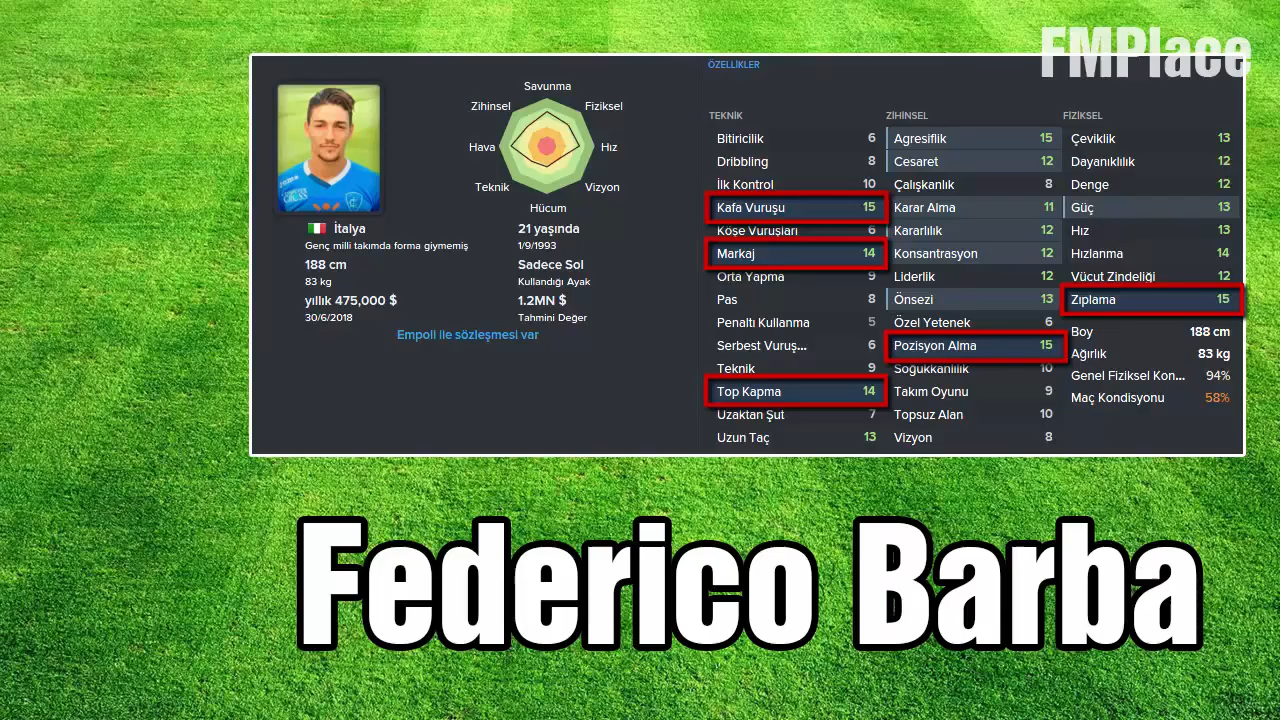 FMPlace
ÖZELLİKLER
Savunma
Zihinsel
Fiziksel
Hava
Hız
Teknik
Vizyon
Hücum
İtalya
Genç milli takımda forma giymemiş
188 cm
83 kg
yıllık 475,000 $
30/6/2018
21 yaşında
1/9/1993
Sadece Sol
Kullandığı Ayak
1.2MN $
Tahmini Değer
Empoli ile sözleşmesi var
TEKNİK
Bitiricilik 6
Dribbling 8
İlk Kontrol 10
Kafa Vuruşu 15
Köşe Vuruşları 6
Markaj 14
Orta Yapma 9
Pas 8
Penaltı Kullanma 5
Serbest Vuruş... 6
Teknik 9
Top Kapma 14
Uzaktan Şut 7
Uzun Taç 13
ZİHİNSEL
Agresiflik 15
Cesaret 12
Çalışkanlık 8
Karar Alma 11
Kararlılık 12
Konsantrasyon 12
Liderlik 12
Önsezi 13
Özel Yetenek 6
Pozisyon Alma 15
Soğukkanlılık 10
Takım Oyunu 9
Topsuz Alan 10
Vizyon 8
FİZİKSEL
Çeviklik 13
Dayanıklılık 12
Denge 12
Güç 13
Hız 13
Hızlanma 14
Vücut Zindeliği 12
Zıplama 15
Boy 188 cm
Ağırlık 83 kg
Genel Fiziksel Kon... 94%
Maç Kondisyonu 58%
Federico Barba